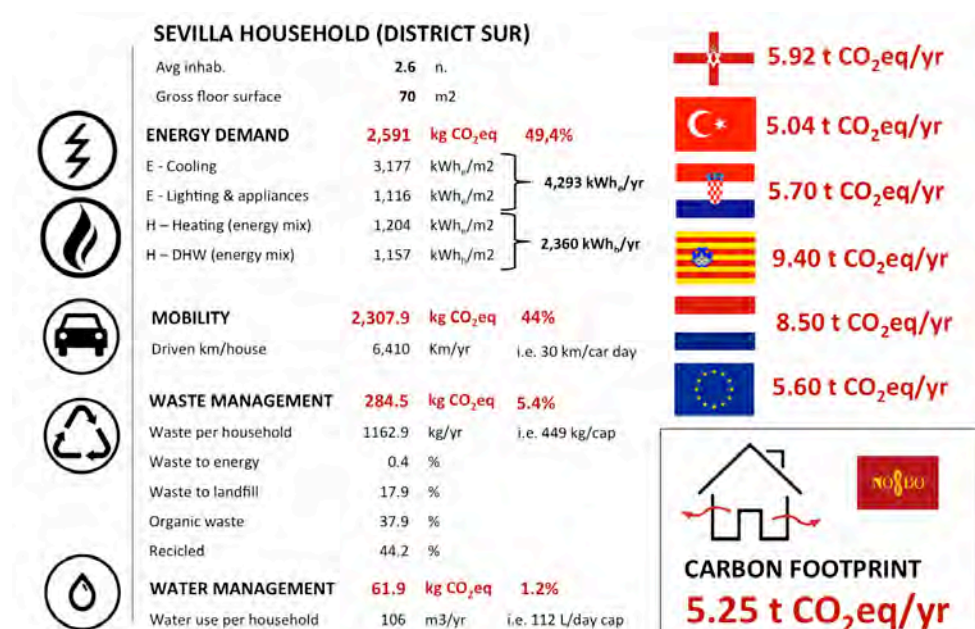 SEVILLA HOUSEHOLD (DISTRICT SUR)
Avg inhab. 2.6 n.
Gross floor surface 70 m2
ENERGY DEMAND 2,591 kg CO2eq 49,4%
E - Cooling 3,177 kWhe/m2
E - Lighting & appliances 1,116 kWhe/m2
4,293 kWhe/yr
H – Heating (energy mix) 1,204 kWhh/m2
H – DHW (energy mix) 1,157 kWhh/m2
2,360 kWhh/yr
MOBILITY 2,307.9 kg CO2eq 44%
Driven km/house 6,410 Km/yr i.e. 30 km/car day
WASTE MANAGEMENT 284.5 kg CO2eq 5.4%
Waste per household 1162.9 kg/yr i.e. 449 kg/cap
Waste to energy 0.4 %
Waste to landfill 17.9 %
Organic waste 37.9 %
Recicled 44.2 %
WATER MANAGEMENT 61.9 kg CO2eq 1.2%
Water use per household 106 m3/yr i.e. 112 L/day cap
5.92 t CO2eq/yr
5.04 t CO2eq/yr
5.70 t CO2eq/yr
9.40 t CO2eq/yr
8.50 t CO2eq/yr
5.60 t CO2eq/yr
NO8DO
CARBON FOOTPRINT
5.25 t CO2eq/yr